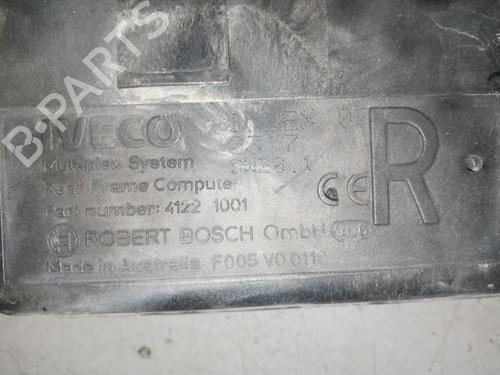 IVECO
Multiplex System
Rear Frame Computer
Part number: 4122 1001
ROBERT BOSCH GmbH
Made in Australia F005 V0 0110
CE
R
B-PARTS